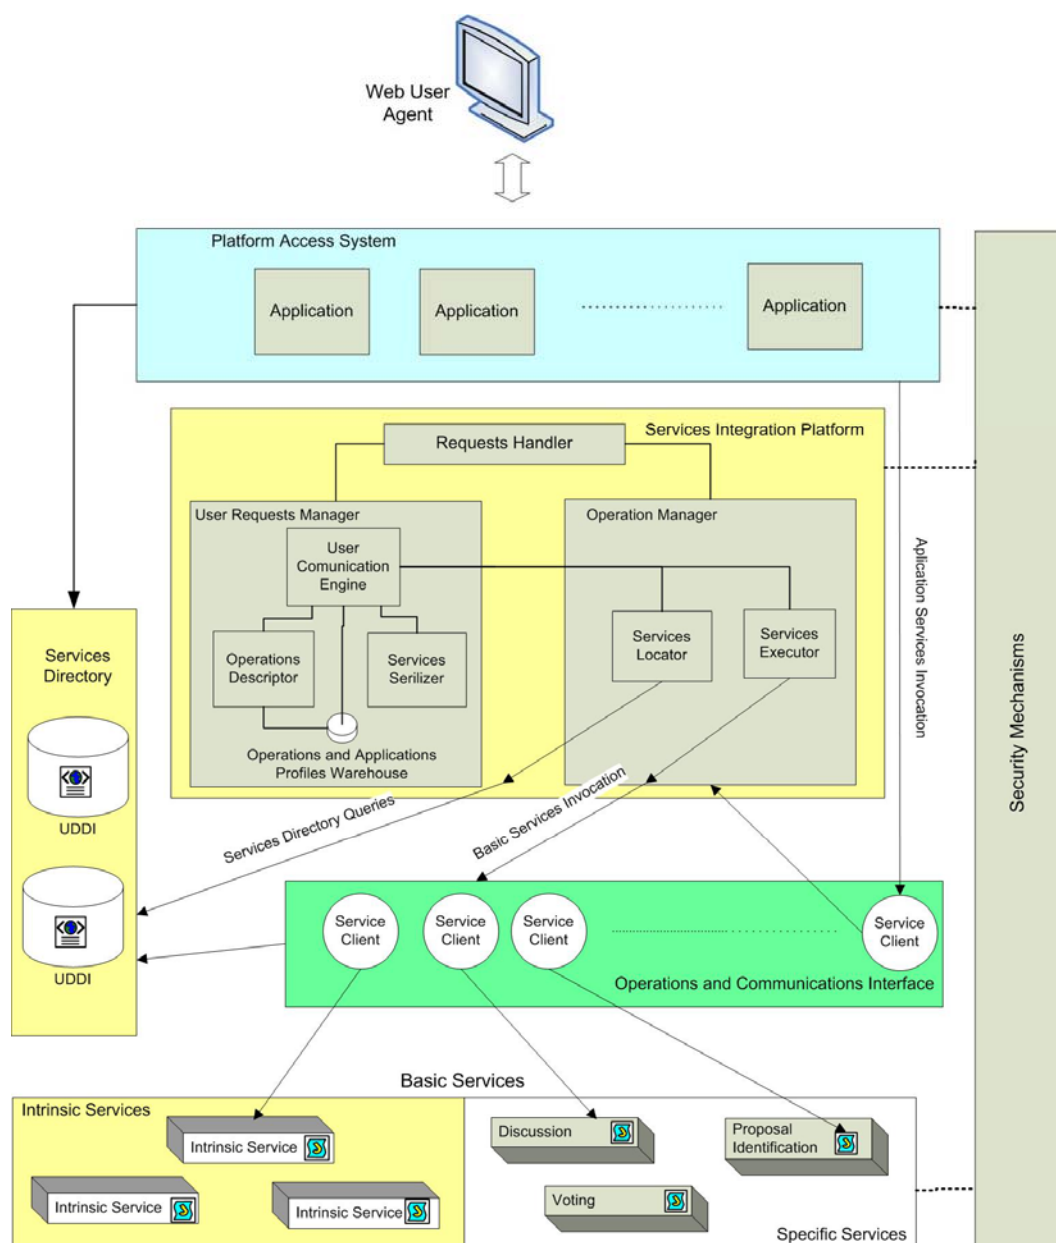 Web User
Agent
Platform Access System
Application
Application
Application
Services Integration Platform
Requests Handler
User Requests Manager
Operation Manager
User
Comunication
Engine
Operations
Descriptor
Services
Serilizer
Services
Locator
Services
Executor
Operations and Applications
Profiles Warehouse
Aplication Services Invocation
Security Mechanisms
Services
Directory
UDDI
UDDI
Services Directory Queries
Basic Services Invocation
Service
Client
Service
Client
Service
Client
Service
Client
Operations and Communications Interface
Basic Services
Intrinsic Services
Intrinsic Service
Intrinsic Service
Intrinsic Service
Discussion
Proposal
Identification
Voting
Specific Services